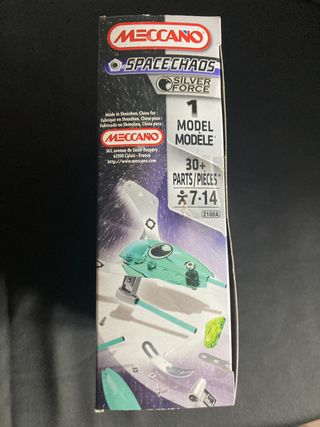 MECCANO
SPACECHAOS
SILVER
FORCE
1
MODEL
MODÈLE
30+
PARTS/PIÈCES
7-14
2100A
Made in Shenzhen, China for :
Fabriqué en Shenzhen, Chine pour :
Fabricado en Shenzhen, China para :
MECCANO
363, avenue de Saint-Exupéry
62100 Calais - France
http://www.meccano.com